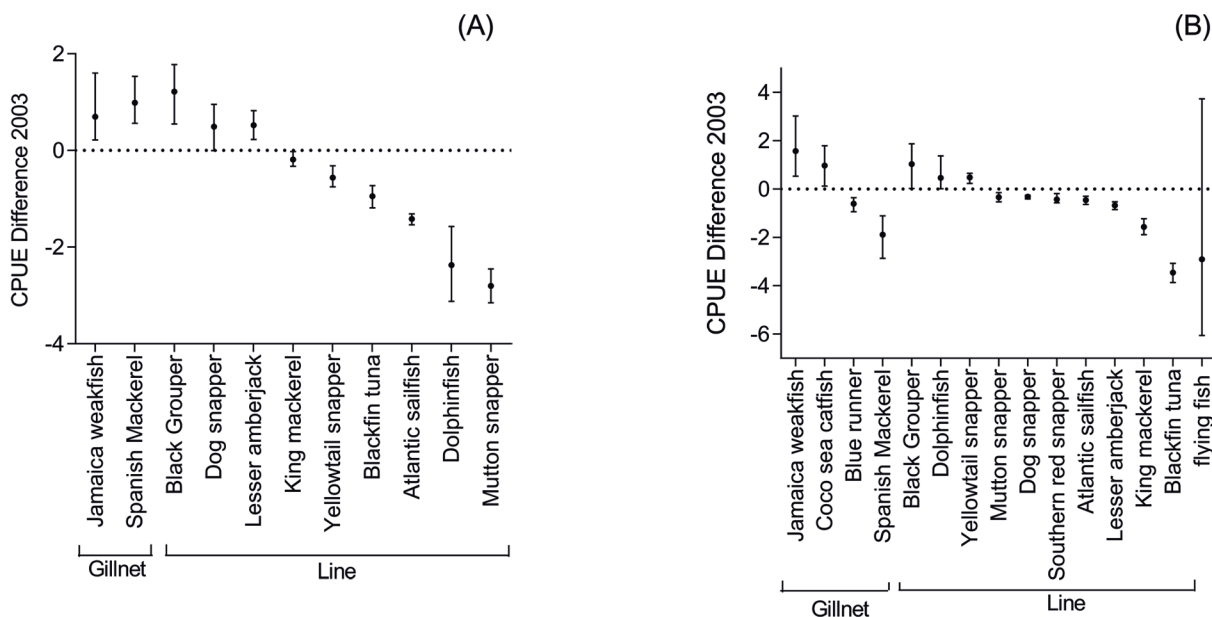 (A)
CPUE Difference 2003
2
0
-2
-4
Jamaica weakfish
Spanish Mackerel
Black Grouper
Dog snapper
Lesser amberjack
King mackerel
Yellowtail snapper
Blackfin tuna
Atlantic sailfish
Dolphinfish
Mutton snapper
Gillnet
Line
(B)
CPUE Difference 2003
4
2
0
-2
-4
-6
Jamaica weakfish
Coco sea catfish
Blue runner
Spanish Mackerel
Black Grouper
Dolphinfish
Yellowtail snapper
Mutton snapper
Dog snapper
Southern red snapper
Atlantic sailfish
Lesser amberjack
King mackerel
Blackfin tuna
flying fish
Gillnet
Line